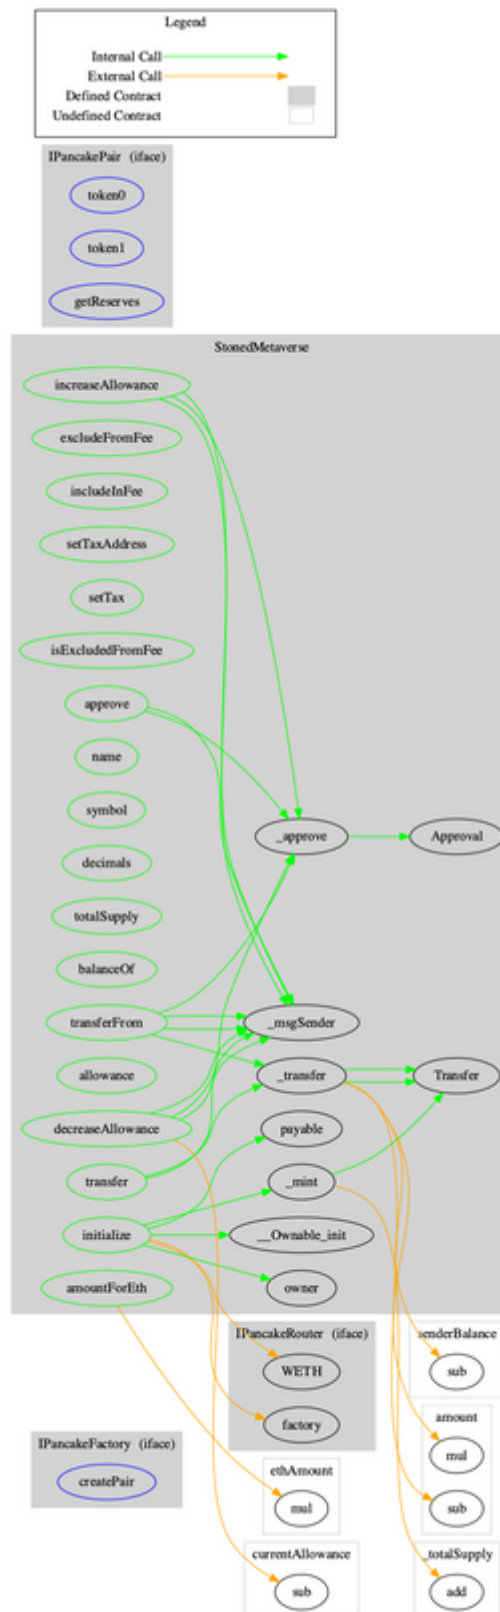 Legend
Internal Call
External Call
Defined Contract
Undefined Contract
IPancakePair (iface)
token0
token1
getReserves
StonedMetaverse
increaseAllowance
excludeFromFee
includeInFee
setTaxAddress
setTax
isExcludedFromFee
approve
name
symbol
decimals
totalSupply
balanceOf
transferFrom
allowance
decreaseAllowance
transfer
initialize
amountForEth
_approve
Approval
_msgSender
_transfer
Transfer
payable
_mint
__Ownable_init
owner
IPancakeRouter (iface)
WETH
factory
senderBalance
sub
amount
mul
sub
IPancakeFactory (iface)
createPair
ethAmount
mul
currentAllowance
sub
_totalSupply
add